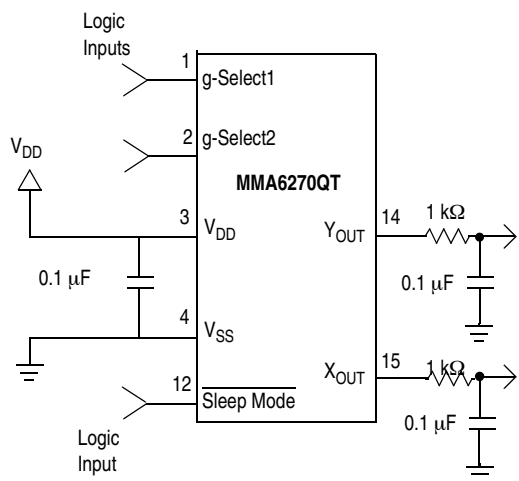 Logic
Inputs
1
g-Select1
2
g-Select2
V_DD
MMA6270QT
3
V_DD
Y_OUT
14
1 kΩ
0.1 μF
0.1 μF
4
V_SS
X_OUT
15
1 kΩ
12
Sleep Mode
0.1 μF
Logic
Input